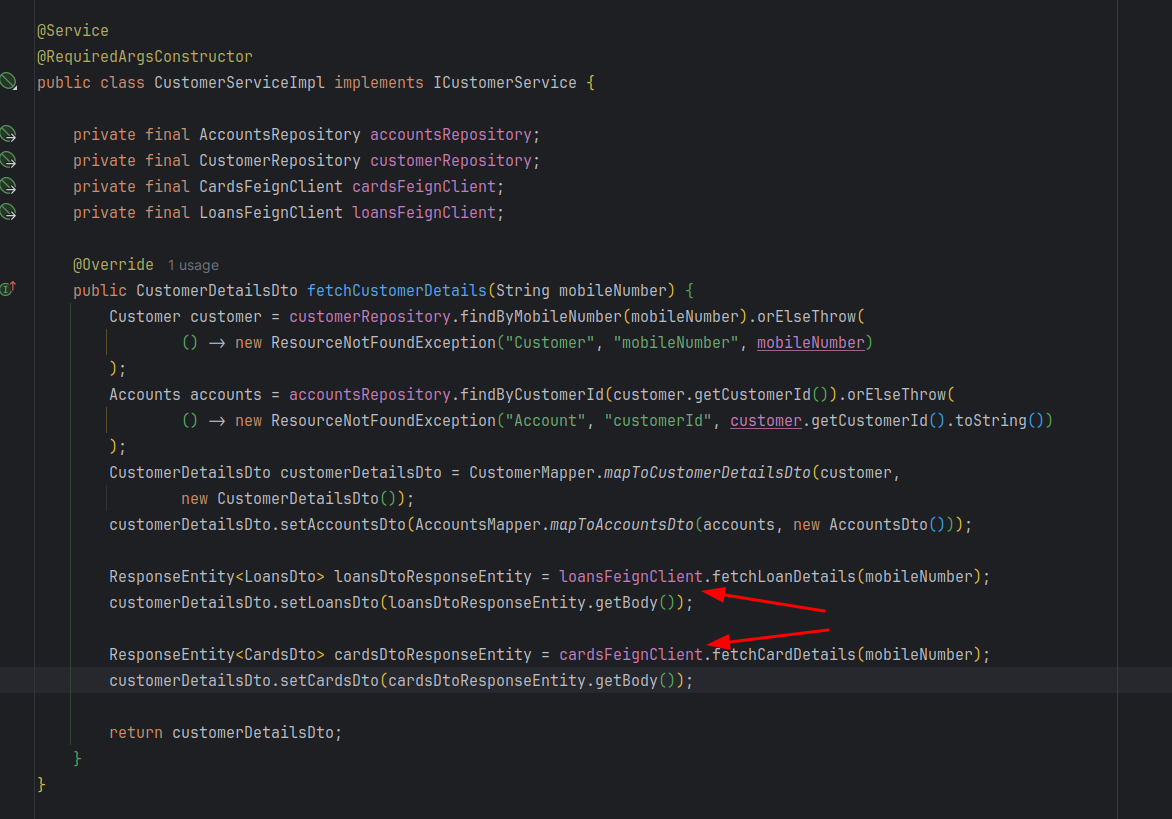 @Service
@RequiredArgsConstructor
public class CustomerServiceImpl implements ICustomerService {
private final AccountsRepository accountsRepository;
private final CustomerRepository customerRepository;
private final CardsFeignClient cardsFeignClient;
private final LoansFeignClient loansFeignClient;
@Override 1 usage
public CustomerDetailsDto fetchCustomerDetails(String mobileNumber) {
Customer customer = customerRepository.findByMobileNumber(mobileNumber).orElseThrow(
() -> new ResourceNotFoundException("Customer", "mobileNumber", mobileNumber)
);
Accounts accounts = accountsRepository.findByCustomerId(customer.getCustomerId()).orElseThrow(
() -> new ResourceNotFoundException("Account", "customerId", customer.getCustomerId().toString())
);
CustomerDetailsDto customerDetailsDto = CustomerMapper.mapToCustomerDetailsDto(customer,
new CustomerDetailsDto());
customerDetailsDto.setAccountsDto(AccountsMapper.mapToAccountsDto(accounts, new AccountsDto()));
ResponseEntity<LoansDto> loansDtoResponseEntity = loansFeignClient.fetchLoanDetails(mobileNumber);
customerDetailsDto.setLoansDto(loansDtoResponseEntity.getBody());
ResponseEntity<CardsDto> cardsDtoResponseEntity = cardsFeignClient.fetchCardDetails(mobileNumber);
customerDetailsDto.setCardsDto(cardsDtoResponseEntity.getBody());
return customerDetailsDto;
}
}